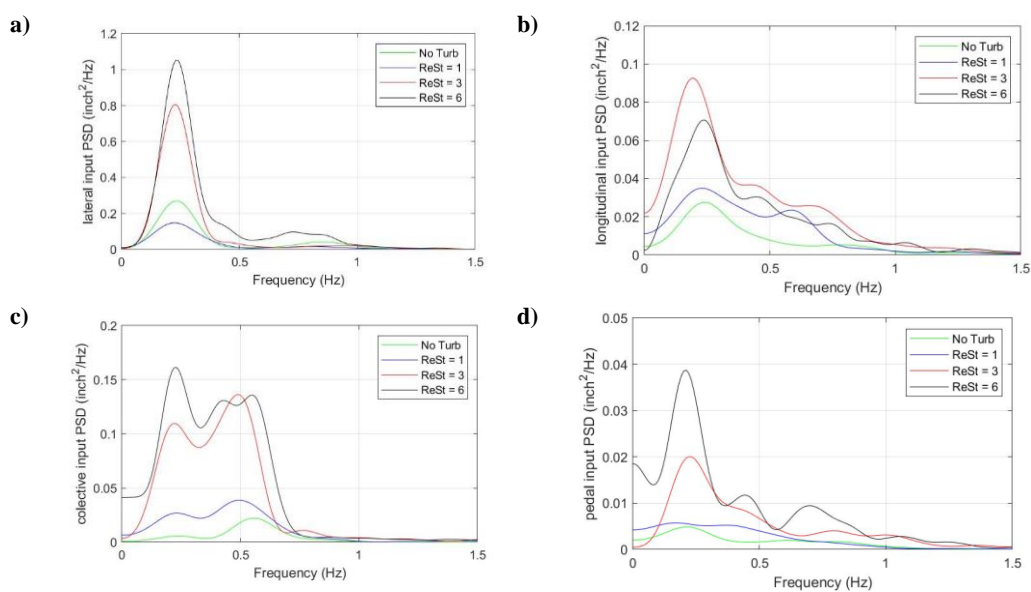 a)
lateral input PSD (inch²/Hz)
1.2
1
0.8
0.6
0.4
0.2
0
0
0.5
1
1.5
Frequency (Hz)
No Turb
ReSt = 1
ReSt = 3
ReSt = 6
b)
longitudinal input PSD (inch²/Hz)
0.12
0.1
0.08
0.06
0.04
0.02
0
0
0.5
1
1.5
Frequency (Hz)
No Turb
ReSt = 1
ReSt = 3
ReSt = 6
c)
colective input PSD (inch²/Hz)
0.2
0.15
0.1
0.05
0
0
0.5
1
1.5
Frequency (Hz)
No Turb
ReSt = 1
ReSt = 3
ReSt = 6
d)
pedal input PSD (inch²/Hz)
0.05
0.04
0.03
0.02
0.01
0
0
0.5
1
1.5
Frequency (Hz)
No Turb
ReSt = 1
ReSt = 3
ReSt = 6